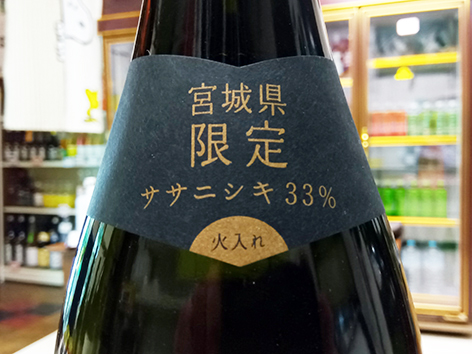 宮城県
限定
ササニシキ 33%
火入れ